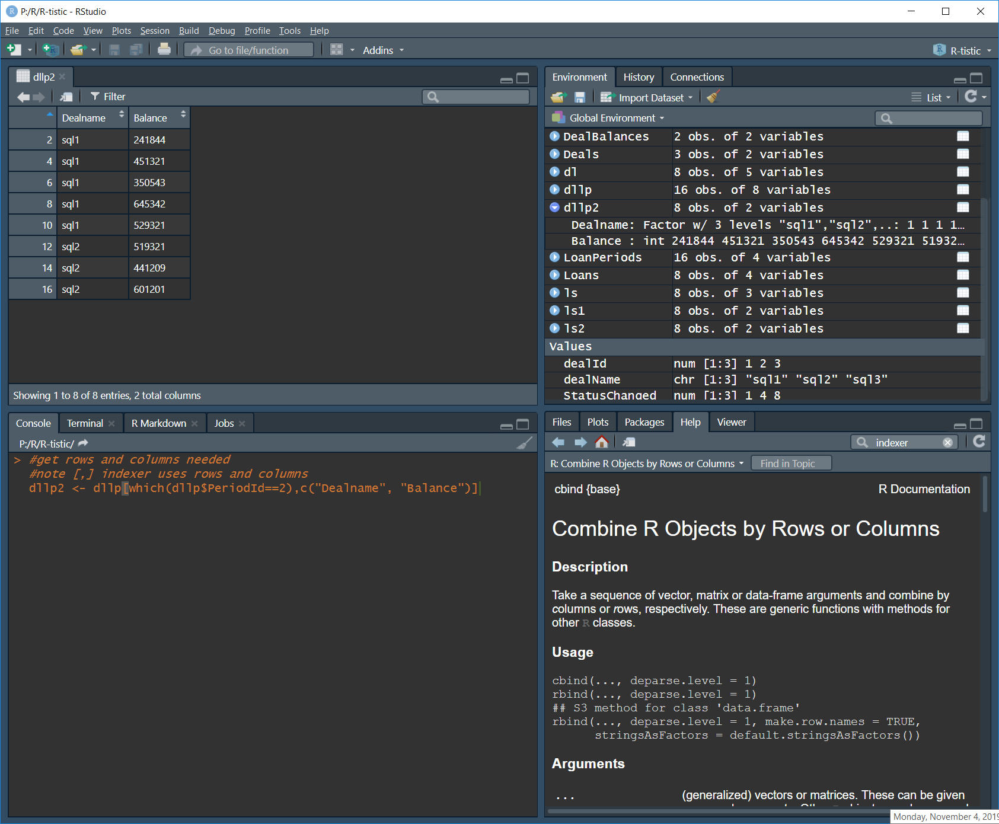 P:/R/R-tistic - RStudio
File Edit Code View Plots Session Build Debug Profile Tools Help
Go to file/function Addins R-tistic
dllp2
Filter
Dealname Balance
2 sql1 241844
4 sql1 451321
6 sql1 350543
8 sql1 645342
10 sql1 529321
12 sql2 519321
14 sql2 441209
16 sql2 601201
Showing 1 to 8 of 8 entries, 2 total columns
Environment History Connections
Import Dataset List
Global Environment
DealBalances 2 obs. of 2 variables
Deals 3 obs. of 2 variables
dl 8 obs. of 5 variables
dllp 16 obs. of 8 variables
dllp2 8 obs. of 2 variables
Dealname: Factor w/ 3 levels "sql1","sql2",..: 1 1 1 1…
Balance : int 241844 451321 350543 645342 529321 51932…
LoanPeriods 16 obs. of 4 variables
Loans 8 obs. of 4 variables
ls 8 obs. of 3 variables
ls1 8 obs. of 2 variables
ls2 8 obs. of 2 variables
Values
dealId num [1:3] 1 2 3
dealName chr [1:3] "sql1" "sql2" "sql3"
StatusChanged num [1:3] 1 4 8
Console Terminal R Markdown Jobs
P:/R/R-tistic/
> #get rows and columns needed
#note [,] indexer uses rows and columns
dllp2 <- dllp[which(dllp$PeriodId==2),c("Dealname", "Balance")]
Files Plots Packages Help Viewer
indexer
R: Combine R Objects by Rows or Columns Find in Topic
cbind {base} R Documentation
Combine R Objects by Rows or Columns
Description
Take a sequence of vector, matrix or data-frame arguments and combine by
columns or rows, respectively. These are generic functions with methods for
other R classes.
Usage
cbind(..., deparse.level = 1)
rbind(..., deparse.level = 1)
## S3 method for class 'data.frame'
rbind(..., deparse.level = 1, make.row.names = TRUE,
stringsAsFactors = default.stringsAsFactors())
Arguments
... (generalized) vectors or matrices. These can be given
Monday, November 4, 2019